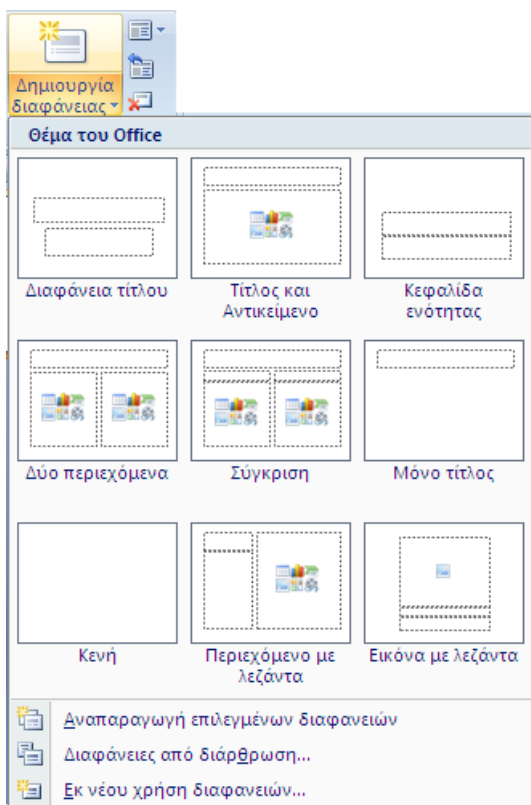 Δημιουργία
διαφάνειας
Θέμα του Office
Διαφάνεια τίτλου
Τίτλος και
Αντικείμενο
Κεφαλίδα
ενότητας
Δύο περιεχόμενα
Σύγκριση
Μόνο τίτλος
Κενή
Περιεχόμενο με
λεζάντα
Εικόνα με λεζάντα
Αναπαραγωγή επιλεγμένων διαφανειών
Διαφάνειες από διάρθρωση...
Εκ νέου χρήση διαφανειών...